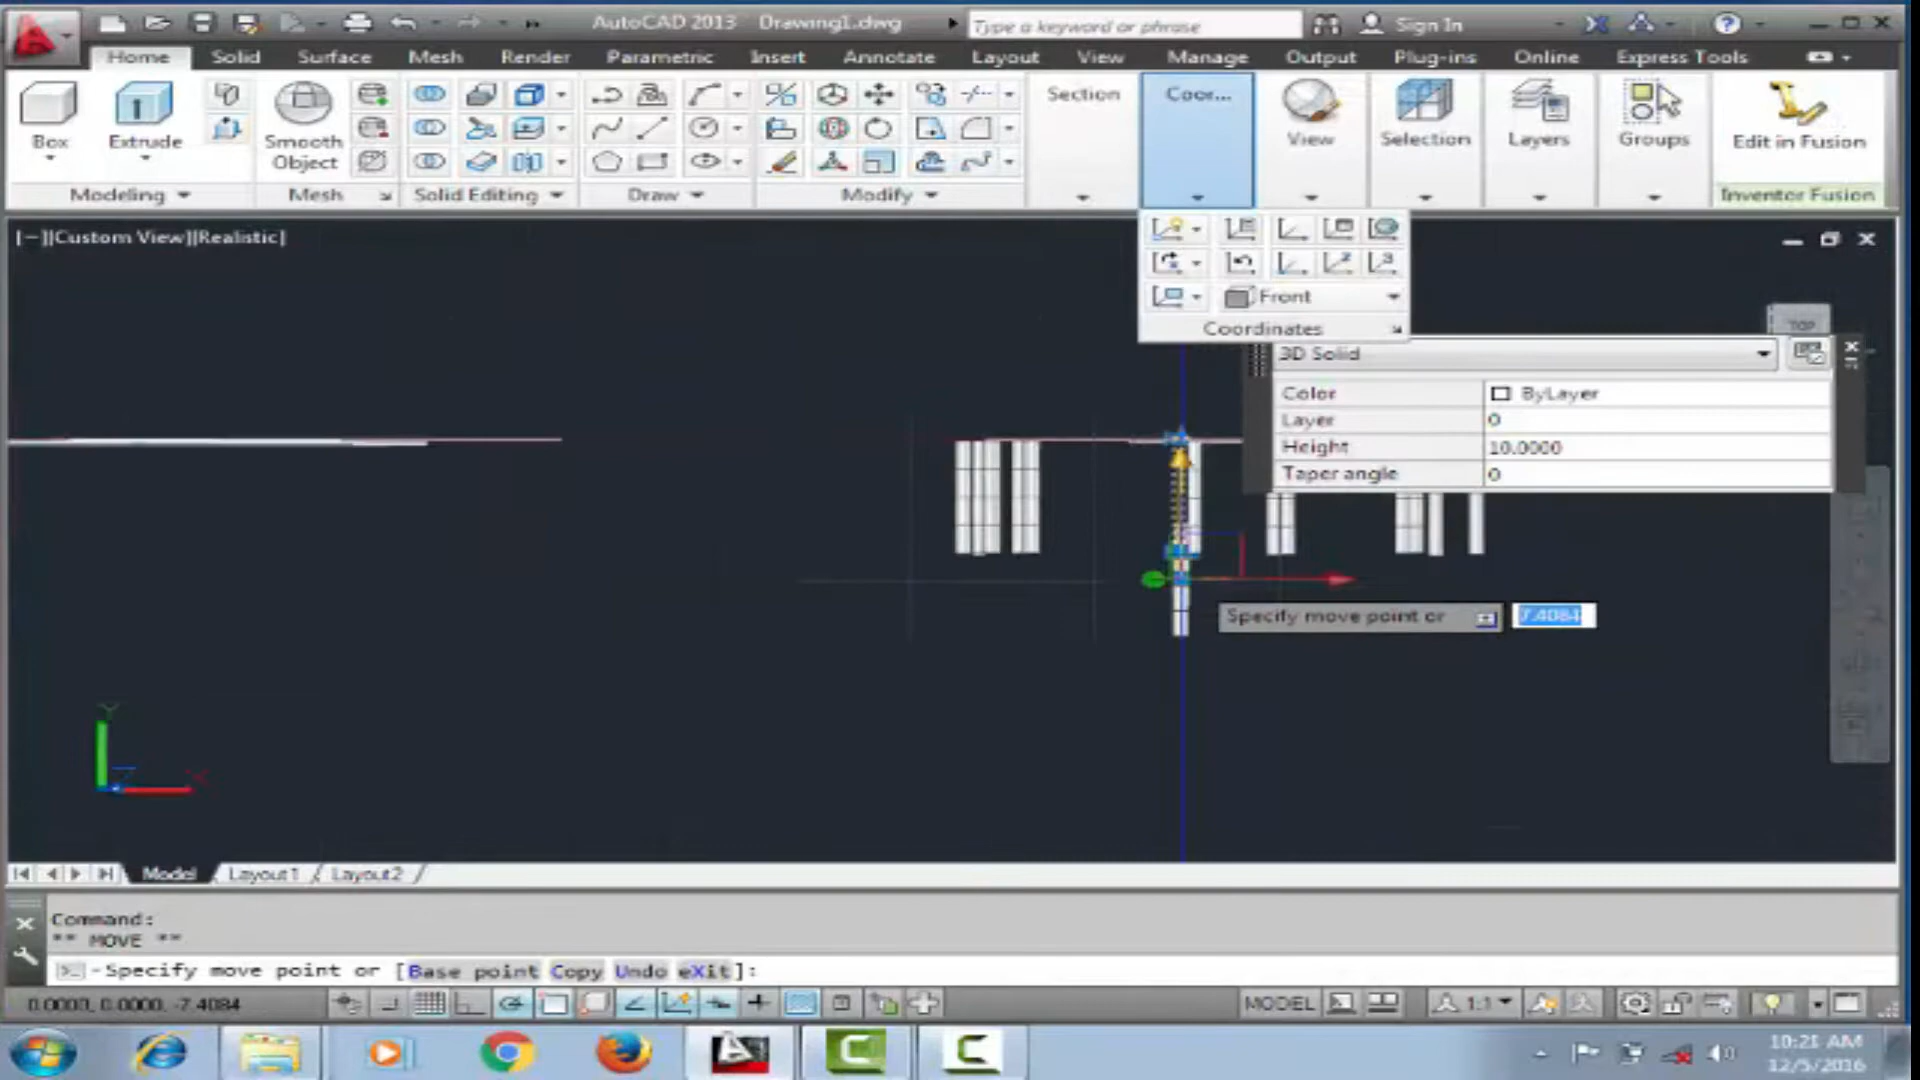 AutoCAD 2013 Drawing1.dwg
Type a keyword or phrase
Sign In
Home Solid Surface Mesh Parametric Render Insert Annotate Layout View Manage Output Plug-ins Online Express Tools
Box
Extrude
Smooth
Object
Section
Coor...
View
Selection
Layers
Groups
Edit in Fusion
Modeling
Mesh
Solid Editing
Draw
Modify
Inventor Fusion
[−][Custom View][Realistic]
Front
Coordinates
TOP
3D Solid
Color ByLayer
Layer 0
Height 10.0000
Taper angle 0
Specify move point or 7.4084
Y
X
Model Layout1 Layout2
Command:
** MOVE **
Specify move point or [Base point Copy Undo eXit]:
0.0000, 0.0000, -7.4084
MODEL
1:1
10:21 AM
12/5/2016